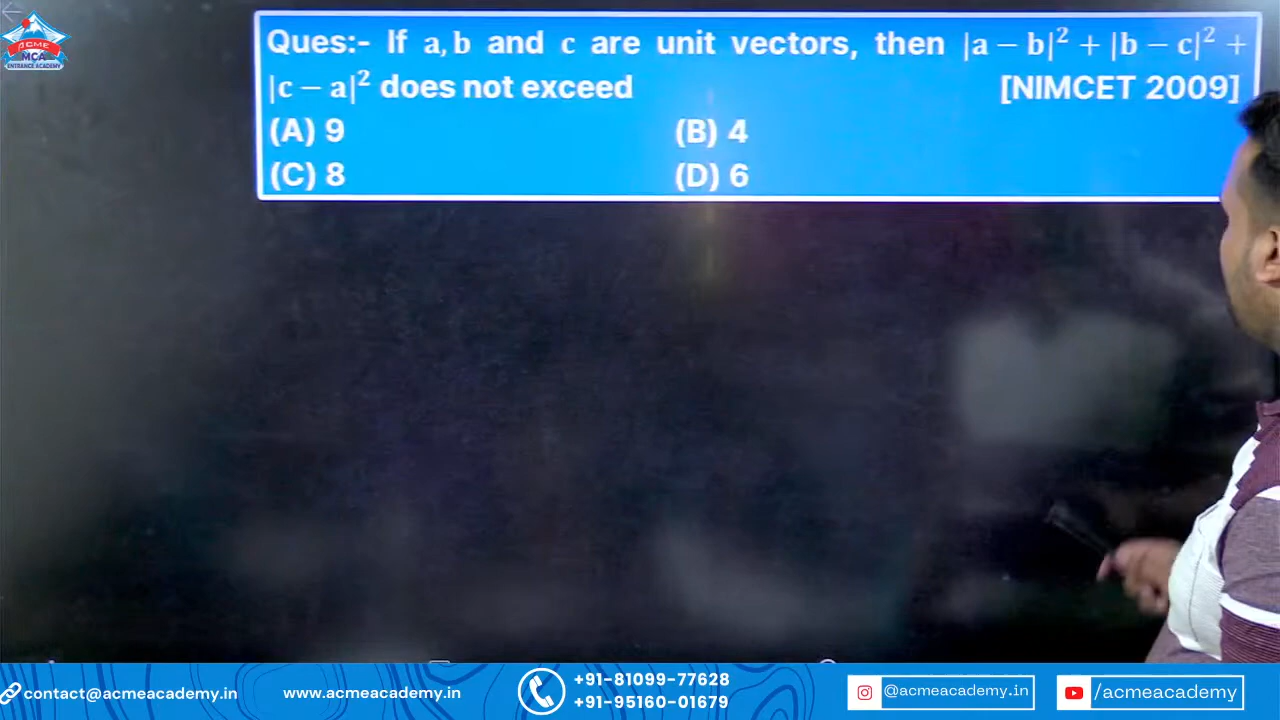 Ques:- If a, b and c are unit vectors, then |a − b|² + |b − c|² +
|c − a|² does not exceed [NIMCET 2009]
(A) 9 (B) 4
(C) 8 (D) 6
ACME
MCA
ENTRANCE ACADEMY
contact@acmeacademy.in
www.acmeacademy.in
+91-81099-77628
+91-95160-01679
@acmeacademy.in
/acmeacademy